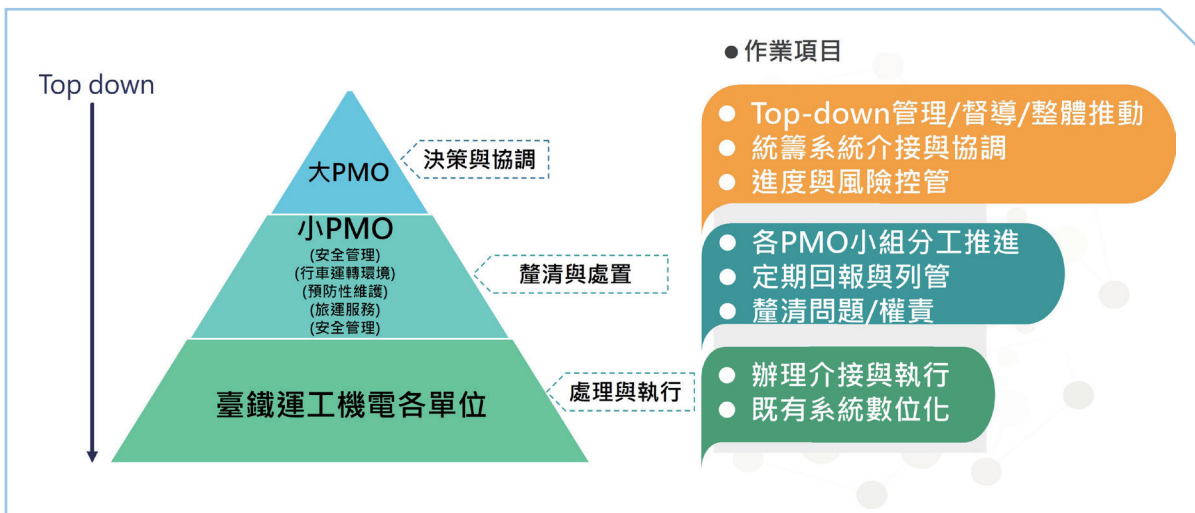 Top down
大PMO
決策與協調
小PMO
(安全管理)
(行車運轉環境)
(預防性維護)
(旅運服務)
(安全管理)
釐清與處置
臺鐵運工機電各單位
處理與執行
●作業項目
● Top-down管理/督導/整體推動
● 統籌系統介接與協調
● 進度與風險控管
● 各PMO小組分工推進
● 定期回報與列管
● 釐清問題/權責
● 辦理介接與執行
● 既有系統數位化